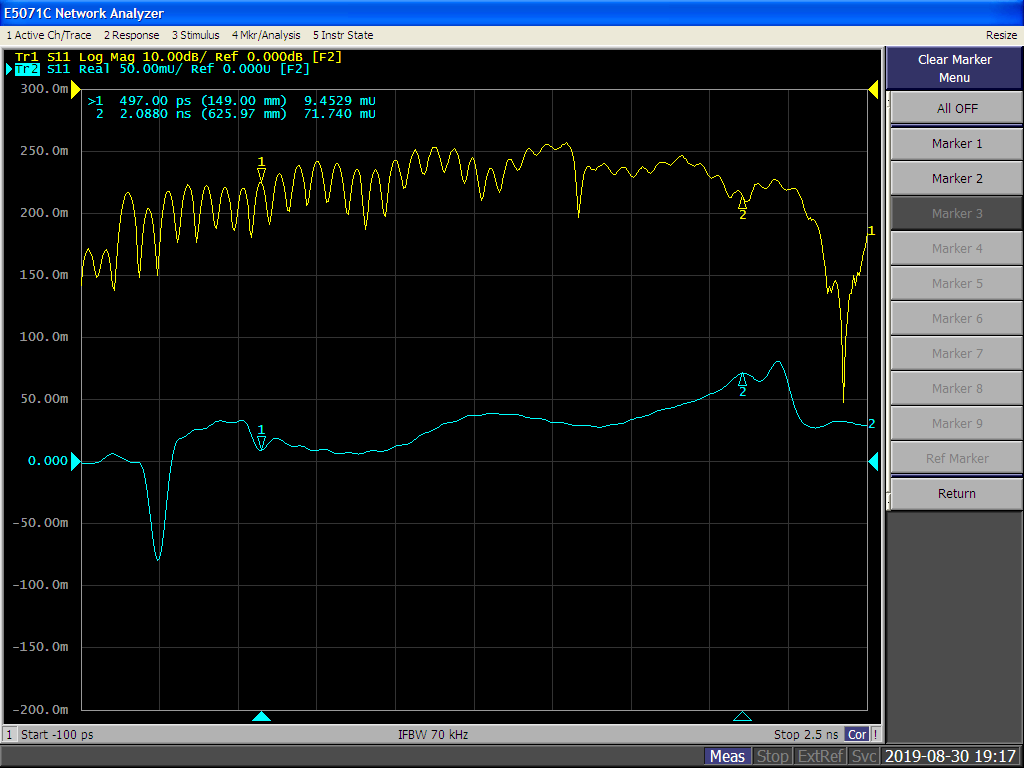 E5071C Network Analyzer
1 Active Ch/Trace 2 Response 3 Stimulus 4 Mkr/Analysis 5 Instr State Resize
Tr1 S11 Log Mag 10.00dB/ Ref 0.000dB [F2]
Tr2 S11 Real 50.00mU/ Ref 0.000U [F2]
>1 497.00 ps (149.00 mm) 9.4529 mU
2 2.0880 ns (625.97 mm) 71.740 mU
300.0m
250.0m
200.0m
150.0m
100.0m
50.00m
0.000
-50.00m
-100.0m
-150.0m
-200.0m
1
2
1
1
2
2
1 Start -100 ps IFBW 70 kHz Stop 2.5 ns Cor !
Clear Marker
Menu
All OFF
Marker 1
Marker 2
Marker 3
Marker 4
Marker 5
Marker 6
Marker 7
Marker 8
Marker 9
Ref Marker
Return
Meas Stop ExtRef Svc 2019-08-30 19:17